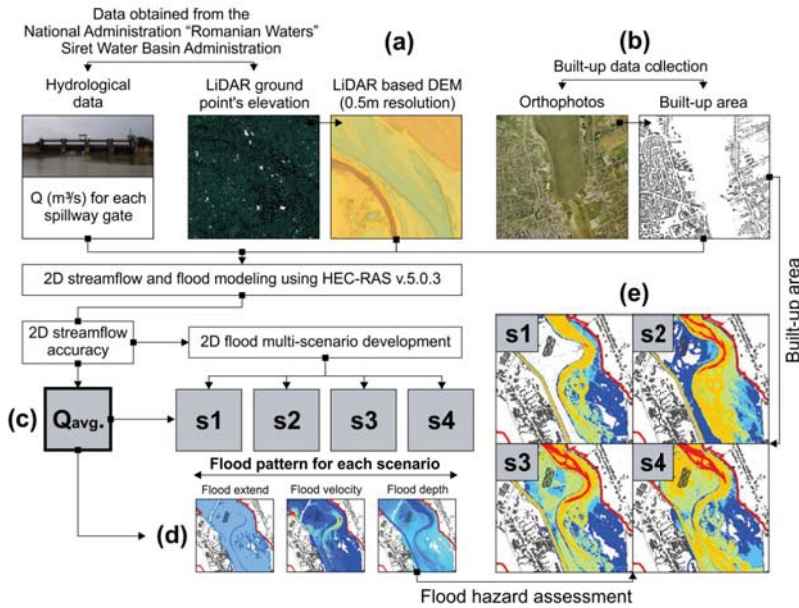 Data obtained from the
National Administration “Romanian Waters”
Siret Water Basin Administration
(a)
(b)
Hydrological
data
LiDAR ground
point's elevation
LiDAR based DEM
(0.5m resolution)
Built-up data collection
Orthophotos
Built-up area
Q (m³/s) for each
spillway gate
2D streamflow and flood modeling using HEC-RAS v.5.0.3
Built-up area
2D streamflow
accuracy
2D flood multi-scenario development
(c)
Qavg.
s1
s2
s3
s4
(e)
s1
s2
s3
s4
Flood pattern for each scenario
Flood extend
Flood velocity
Flood depth
(d)
Flood hazard assessment